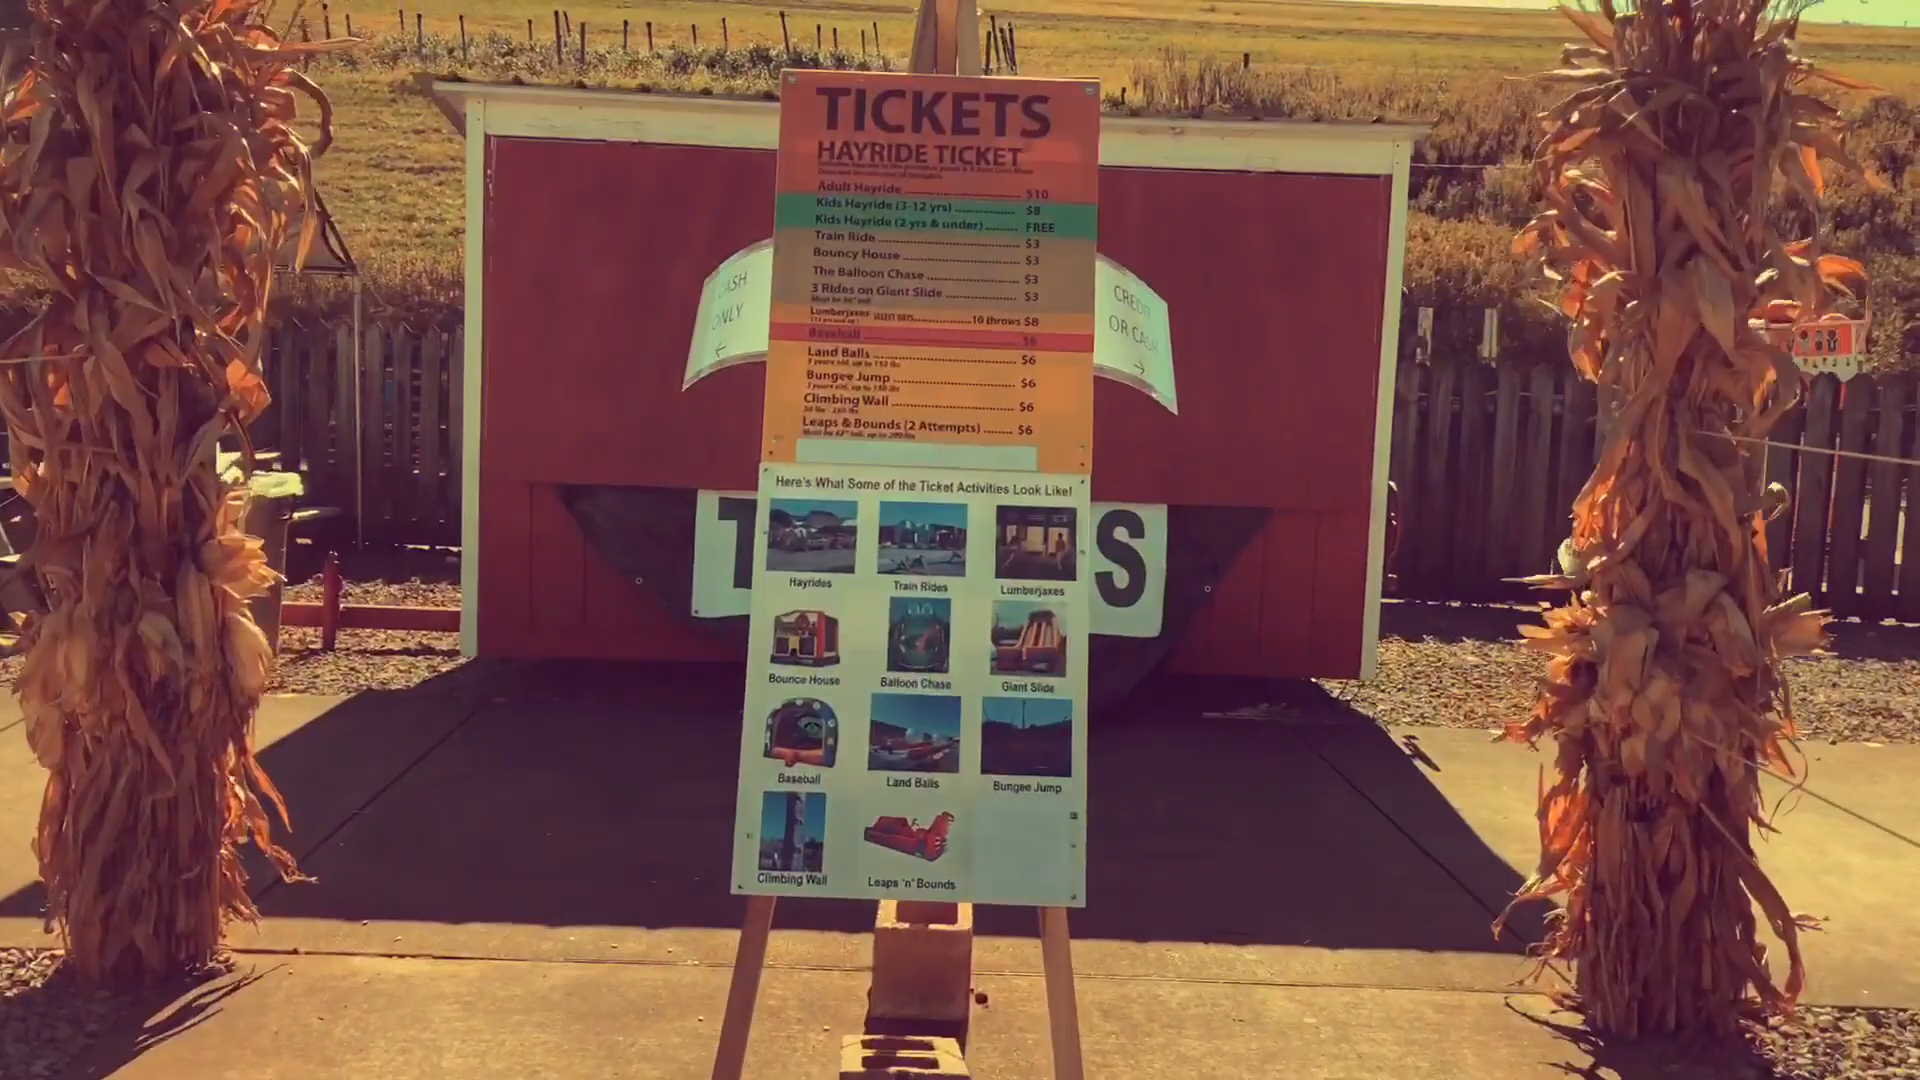 TICKETS
HAYRIDE TICKET
Adult Hayride ........ $10
Kids Hayride (3-12 yrs) ........ $8
Kids Hayride (2 yrs & under) ........ FREE
Train Ride ........ $3
Bouncy House ........ $3
The Balloon Chase ........ $3
3 Rides on Giant Slide ........ $3
Must be 36" tall
Lumberjaxes ........ 10 throws $8
Baseball ........ $6
Land Balls ........ $6
Bungee Jump ........ $6
Climbing Wall ........ $6
Leaps & Bounds (2 Attempts) ........ $6
CASH
ONLY
←
CREDIT
OR CASH
→
Here's What Some of the Ticket Activities Look Like!
Hayrides Train Rides Lumberjaxes
Bounce House Balloon Chase Giant Slide
Baseball Land Balls Bungee Jump
Climbing Wall Leaps 'n' Bounds
T S